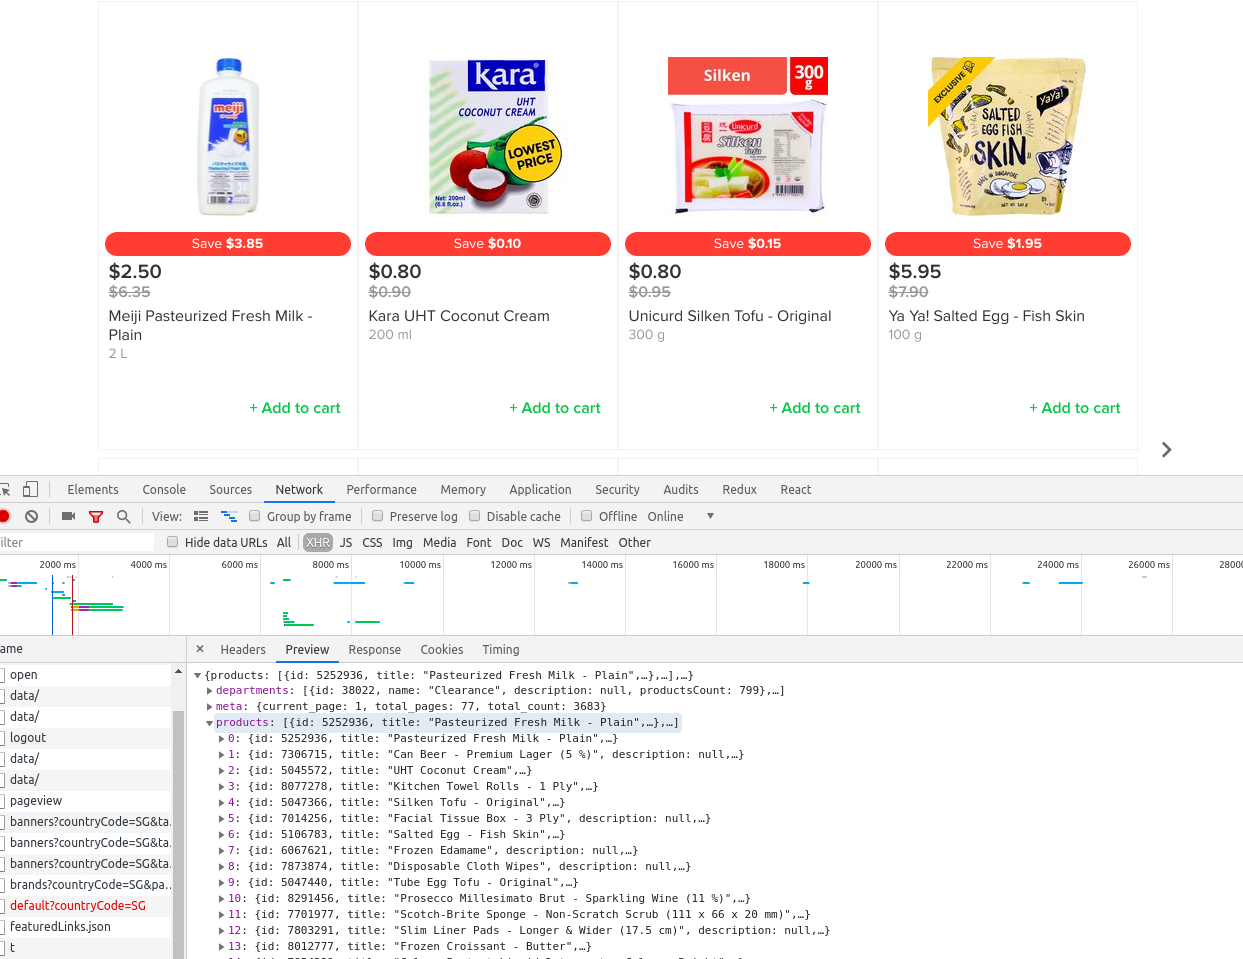 meiji
パスチャライズ牛乳
Pasteurized Fresh Milk
2
kara
UHT
COCONUT CREAM
LOWEST
PRICE
Net: 200ml
(6.8 fl.oz.)
Silken
300
g
Unicurd
Silken
Tofu
EXCLUSIVE
YaYa!
SALTED
EGG FISH
SKIN
MADE IN SINGAPORE
Save $3.85
Save $0.10
Save $0.15
Save $1.95
$2.50
$0.80
$0.80
$5.95
$6.35
$0.90
$0.95
$7.90
Meiji Pasteurized Fresh Milk -
Plain
2 L
Kara UHT Coconut Cream
200 ml
Unicurd Silken Tofu - Original
300 g
Ya Ya! Salted Egg - Fish Skin
100 g
+ Add to cart
+ Add to cart
+ Add to cart
+ Add to cart
Elements Console Sources Network Performance Memory Application Security Audits Redux React
View: Group by frame Preserve log Disable cache Offline Online
ilter Hide data URLs All XHR JS CSS Img Media Font Doc WS Manifest Other
2000 ms 4000 ms 6000 ms 8000 ms 10000 ms 12000 ms 14000 ms 16000 ms 18000 ms 20000 ms 22000 ms 24000 ms 26000 ms 28000
ame
× Headers Preview Response Cookies Timing
open
data/
data/
logout
data/
data/
pageview
banners?countryCode=SG&ta...
banners?countryCode=SG&ta...
banners?countryCode=SG&ta...
brands?countryCode=SG&pa...
default?countryCode=SG
featuredLinks.json
t
{products: [{id: 5252936, title: "Pasteurized Fresh Milk - Plain",…},…],…}
departments: [{id: 38022, name: "Clearance", description: null, productsCount: 799},…]
meta: {current_page: 1, total_pages: 77, total_count: 3683}
products: [{id: 5252936, title: "Pasteurized Fresh Milk - Plain",…},…]
0: {id: 5252936, title: "Pasteurized Fresh Milk - Plain",…}
1: {id: 7306715, title: "Can Beer - Premium Lager (5 %)", description: null,…}
2: {id: 5045572, title: "UHT Coconut Cream",…}
3: {id: 8077278, title: "Kitchen Towel Rolls - 1 Ply",…}
4: {id: 5047366, title: "Silken Tofu - Original",…}
5: {id: 7014256, title: "Facial Tissue Box - 3 Ply", description: null,…}
6: {id: 5106783, title: "Salted Egg - Fish Skin",…}
7: {id: 6067621, title: "Frozen Edamame", description: null,…}
8: {id: 7873874, title: "Disposable Cloth Wipes", description: null,…}
9: {id: 5047440, title: "Tube Egg Tofu - Original",…}
10: {id: 8291456, title: "Prosecco Millesimato Brut - Sparkling Wine (11 %)",…}
11: {id: 7701977, title: "Scotch-Brite Sponge - Non-Scratch Scrub (111 x 66 x 20 mm)",…}
12: {id: 7803291, title: "Slim Liner Pads - Longer & Wider (17.5 cm)", description: null,…}
13: {id: 8012777, title: "Frozen Croissant - Butter",…}